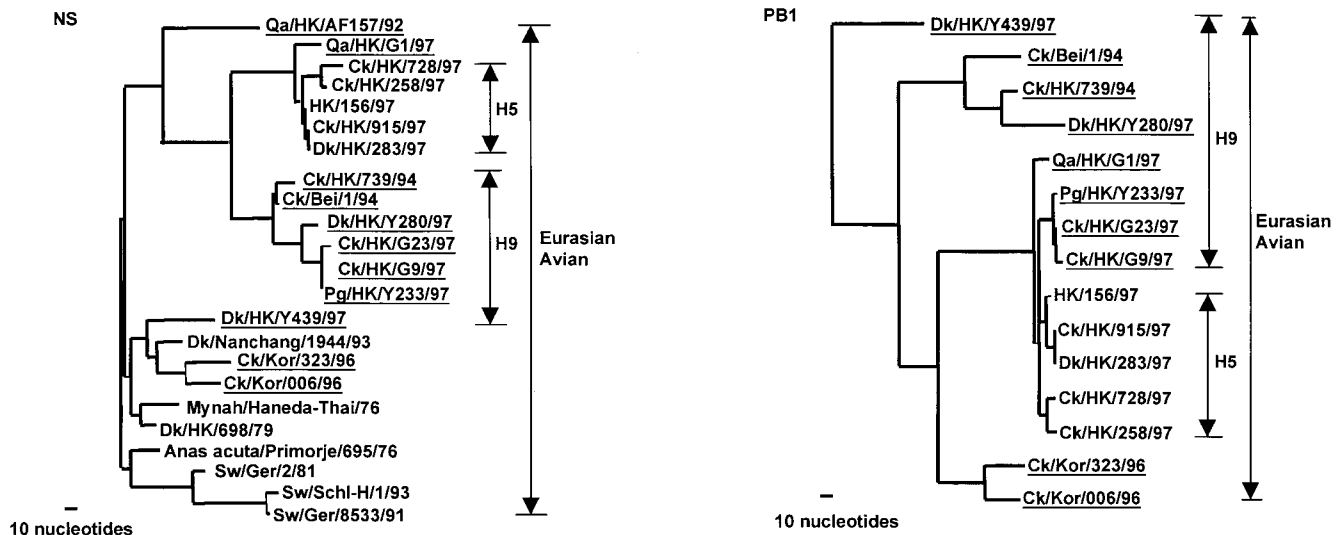 NS
Qa/HK/AF157/92
Qa/HK/G1/97
Ck/HK/728/97
Ck/HK/258/97
HK/156/97
Ck/HK/915/97
Dk/HK/283/97
H5
Ck/HK/739/94
Ck/Bei/1/94
Dk/HK/Y280/97
Ck/HK/G23/97
Ck/HK/G9/97
Pg/HK/Y233/97
H9
Eurasian
Avian
Dk/HK/Y439/97
Dk/Nanchang/1944/93
Ck/Kor/323/96
Ck/Kor/006/96
Mynah/Haneda-Thai/76
Dk/HK/698/79
Anas acuta/Primorje/695/76
Sw/Ger/2/81
Sw/Schl-H/1/93
Sw/Ger/8533/91
10 nucleotides
PB1
Dk/HK/Y439/97
Ck/Bei/1/94
Ck/HK/739/94
Dk/HK/Y280/97
Qa/HK/G1/97
Pg/HK/Y233/97
Ck/HK/G23/97
Ck/HK/G9/97
H9
Eurasian
Avian
HK/156/97
Ck/HK/915/97
Dk/HK/283/97
Ck/HK/728/97
Ck/HK/258/97
H5
Ck/Kor/323/96
Ck/Kor/006/96
10 nucleotides